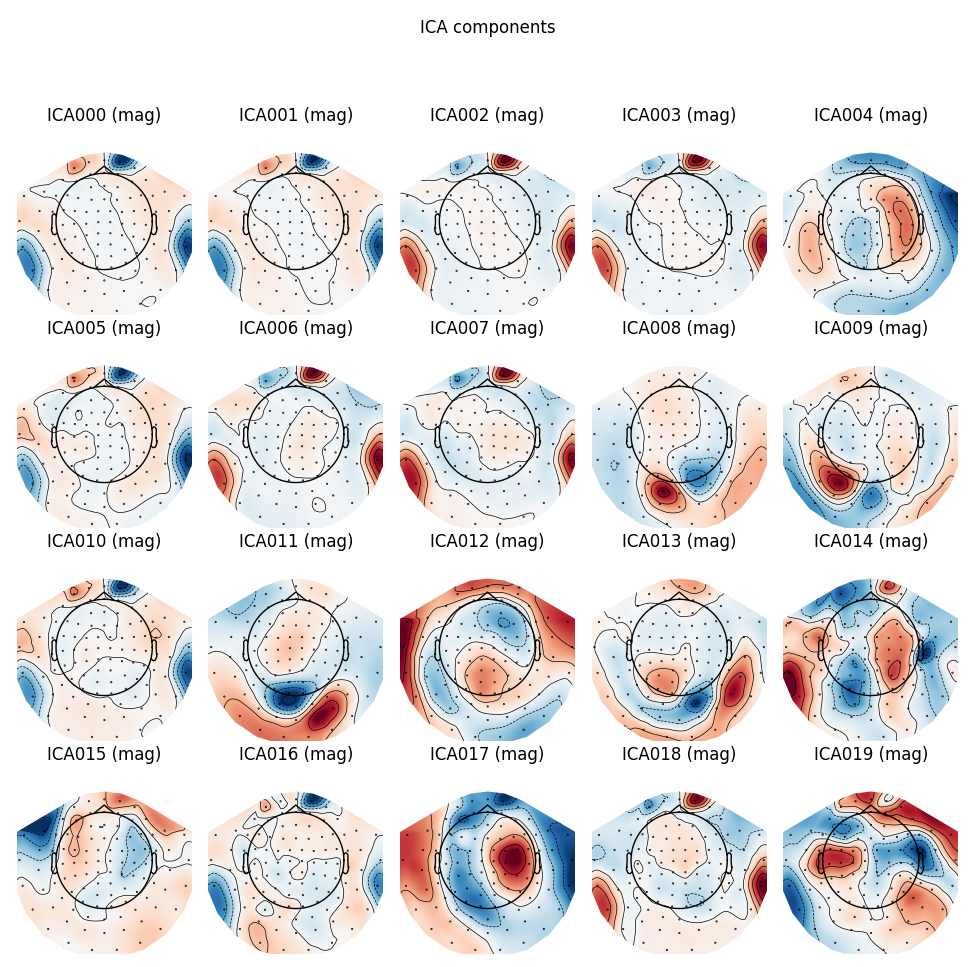 ICA components
ICA000 (mag) ICA001 (mag) ICA002 (mag) ICA003 (mag) ICA004 (mag)
ICA005 (mag) ICA006 (mag) ICA007 (mag) ICA008 (mag) ICA009 (mag)
ICA010 (mag) ICA011 (mag) ICA012 (mag) ICA013 (mag) ICA014 (mag)
ICA015 (mag) ICA016 (mag) ICA017 (mag) ICA018 (mag) ICA019 (mag)